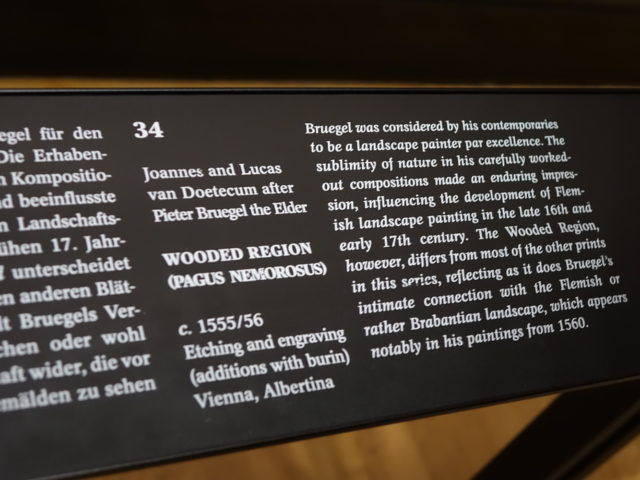 egel für den
Die Erhaben-
n Kompositio-
nd beeinflusste
n Landschafts-
ühen 17. Jahr-
unterscheidet
en anderen Blät-
lt Bruegels Ver-
chen oder wohl
aft wider, die vor
mälden zu sehen
34
Joannes and Lucas
van Doetecum after
Pieter Bruegel the Elder
WOODED REGION
(PAGUS NEMOROSUS)
c. 1555/56
Etching and engraving
(additions with burin)
Vienna, Albertina
Bruegel was considered by his contemporaries
to be a landscape painter par excellence. The
sublimity of nature in his carefully worked-
out compositions made an enduring impres-
sion, influencing the development of Flem-
ish landscape painting in the late 16th and
early 17th century. The Wooded Region,
however, differs from most of the other prints
in this series, reflecting as it does Bruegel's
intimate connection with the Flemish or
rather Brabantian landscape, which appears
notably in his paintings from 1560.